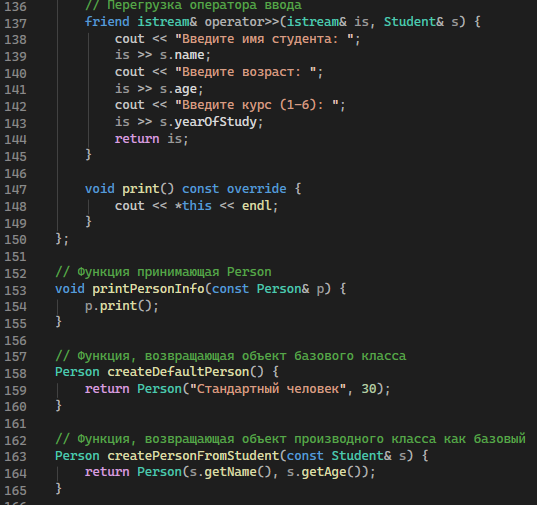 136 // Перегрузка оператора ввода
137 friend istream& operator>>(istream& is, Student& s) {
138 cout << "Введите имя студента: ";
139 is >> s.name;
140 cout << "Введите возраст: ";
141 is >> s.age;
142 cout << "Введите курс (1-6): ";
143 is >> s.yearOfStudy;
144 return is;
145 }
146
147 void print() const override {
148 cout << *this << endl;
149 }
150 };
151
152 // Функция принимающая Person
153 void printPersonInfo(const Person& p) {
154 p.print();
155 }
156
157 // Функция, возвращающая объект базового класса
158 Person createDefaultPerson() {
159 return Person("Стандартный человек", 30);
160 }
161
162 // Функция, возвращающая объект производного класса как базовый
163 Person createPersonFromStudent(const Student& s) {
164 return Person(s.getName(), s.getAge());
165 }